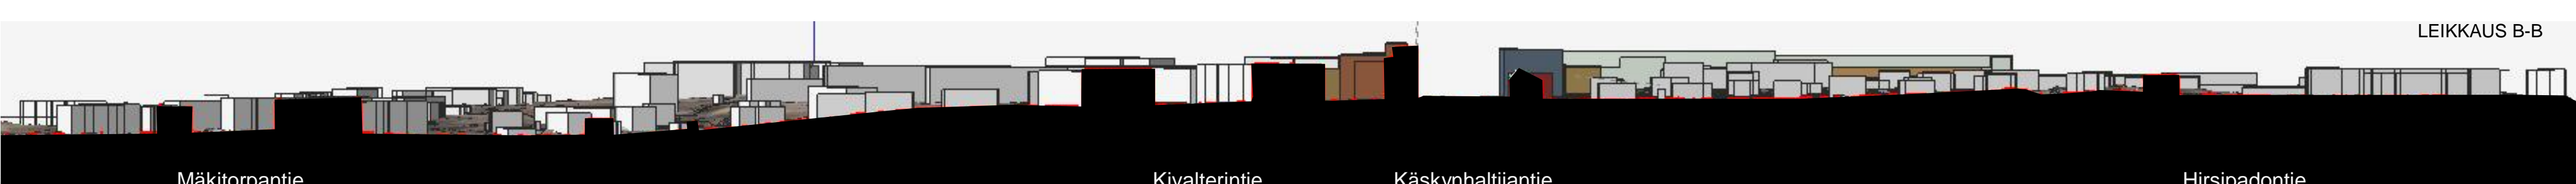 LEIKKAUS B-B
Mäkitorpantie
Kivalterintie
Käskynhaltijantie
Hirsipadontie